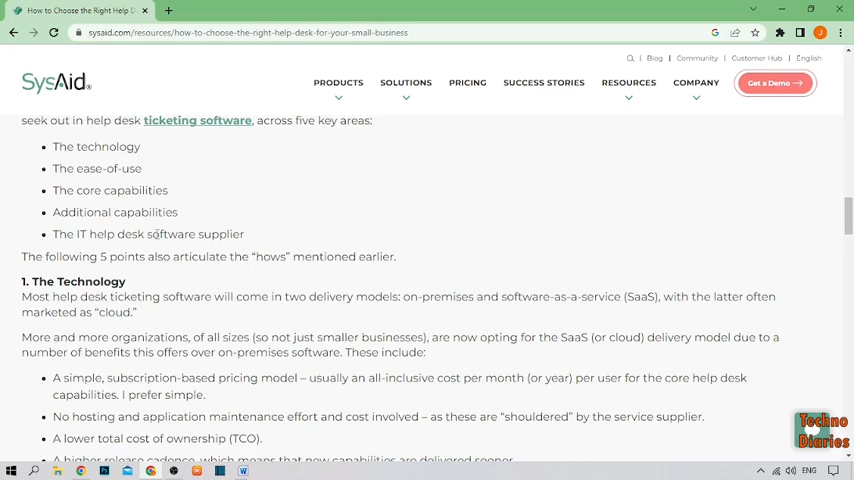 How to Choose the Right Help D
sysaid.com/resources/how-to-choose-the-right-help-desk-for-your-small-business
J
Blog
Community
Customer Hub
English
SysAid
PRODUCTS
SOLUTIONS
PRICING
SUCCESS STORIES
RESOURCES
COMPANY
Get a Demo
seek out in help desk ticketing software, across five key areas:
The technology
The ease-of-use
The core capabilities
Additional capabilities
The IT help desk software supplier
The following 5 points also articulate the “hows” mentioned earlier.
1. The Technology
Most help desk ticketing software will come in two delivery models: on-premises and software-as-a-service (SaaS), with the latter often
marketed as “cloud.”
More and more organizations, of all sizes (so not just smaller businesses), are now opting for the SaaS (or cloud) delivery model due to a
number of benefits this offers over on-premises software. These include:
A simple, subscription-based pricing model – usually an all-inclusive cost per month (or year) per user for the core help desk
capabilities. I prefer simple.
No hosting and application maintenance effort and cost involved – as these are “shouldered” by the service supplier.
A lower total cost of ownership (TCO).
A higher release cadence, which means that new capabilities are delivered sooner.
Techno
Diaries
ENG